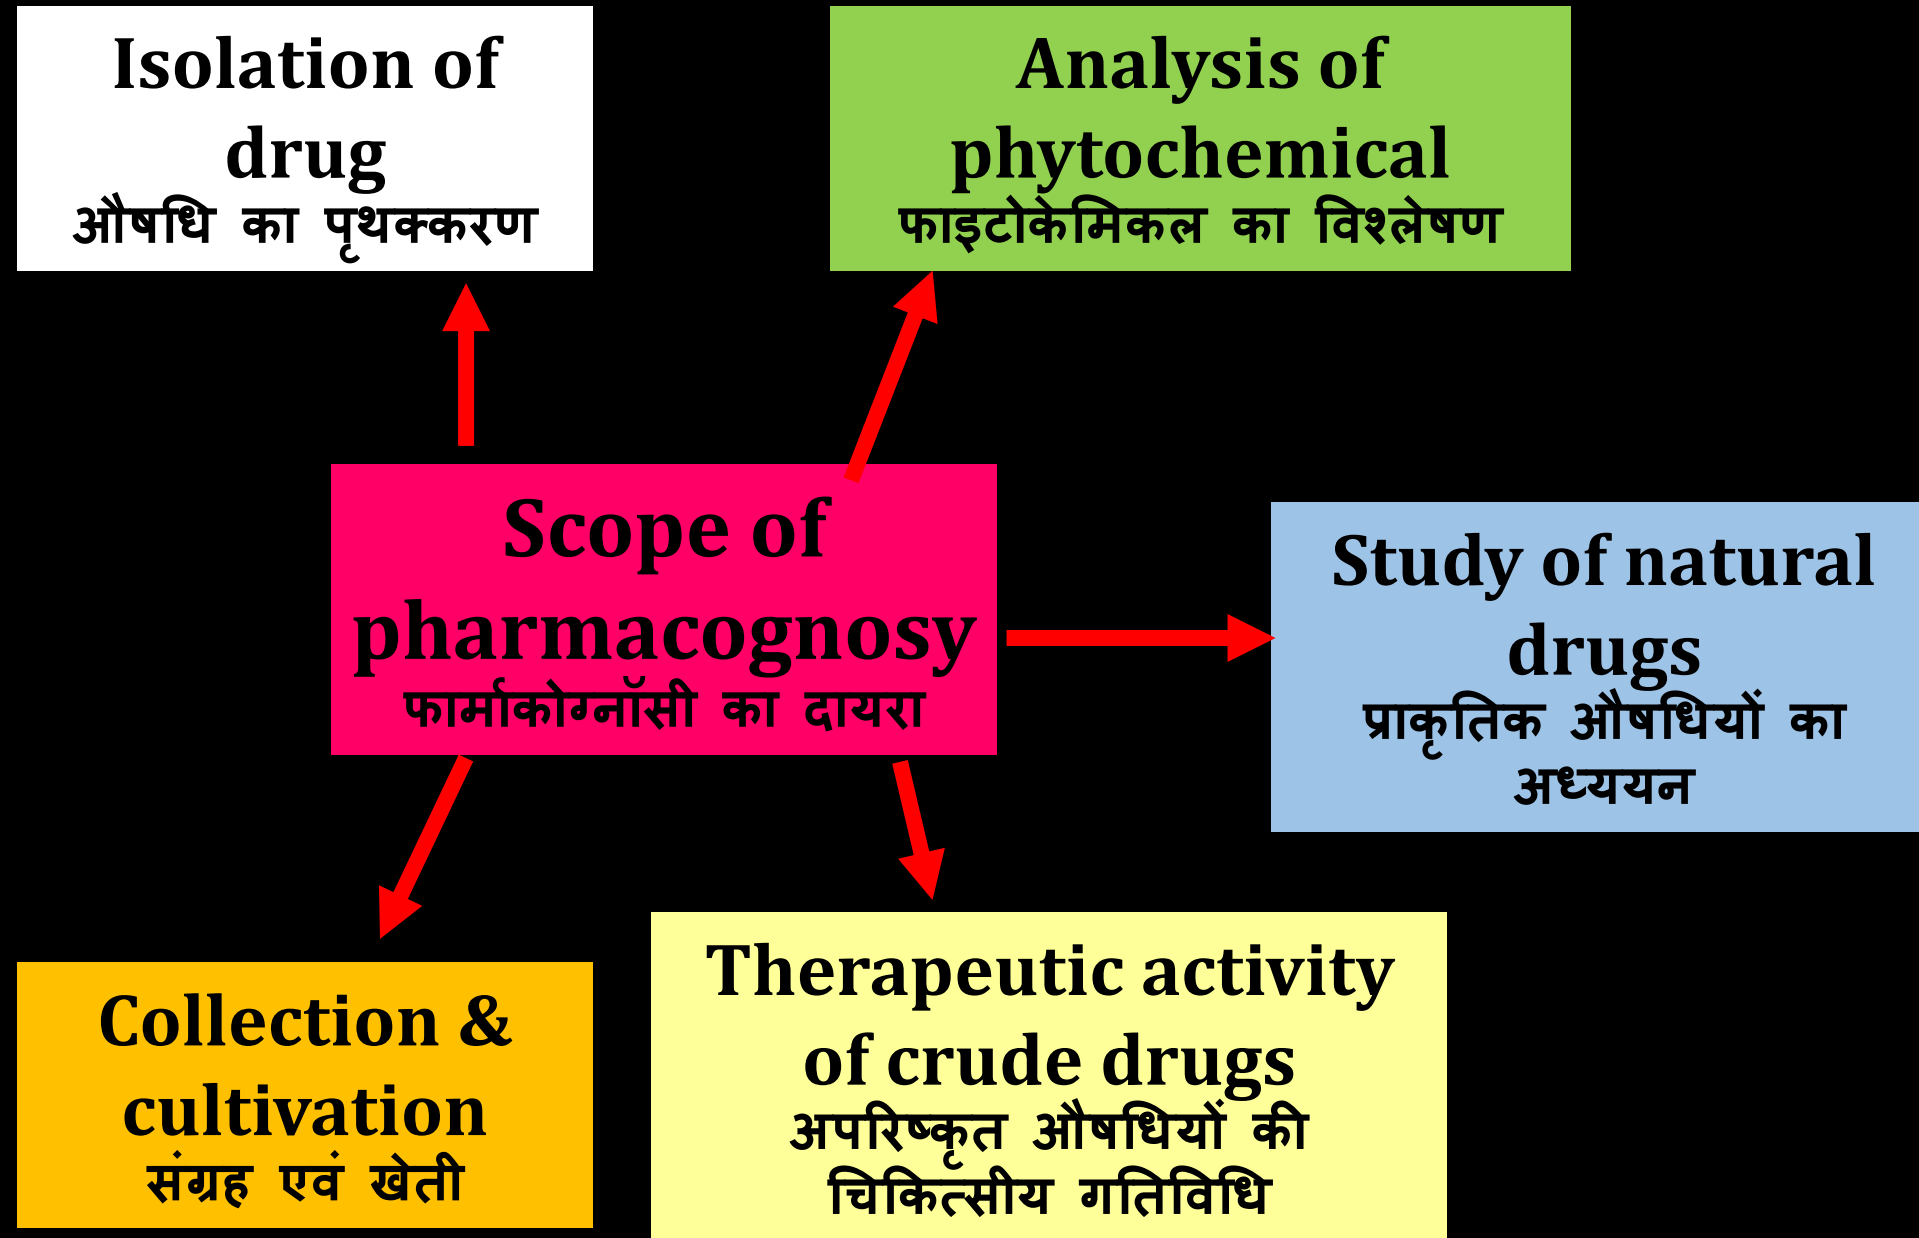 Isolation of
drug
औषधि का पृथक्करण
Analysis of
phytochemical
फाइटोकेमिकल का विश्लेषण
Scope of
pharmacognosy
फार्माकोग्नॉसी का दायरा
Study of natural
drugs
प्राकृतिक औषधियों का
अध्ययन
Collection &
cultivation
संग्रह एवं खेती
Therapeutic activity
of crude drugs
अपरिष्कृत औषधियों की
चिकित्सीय गतिविधि